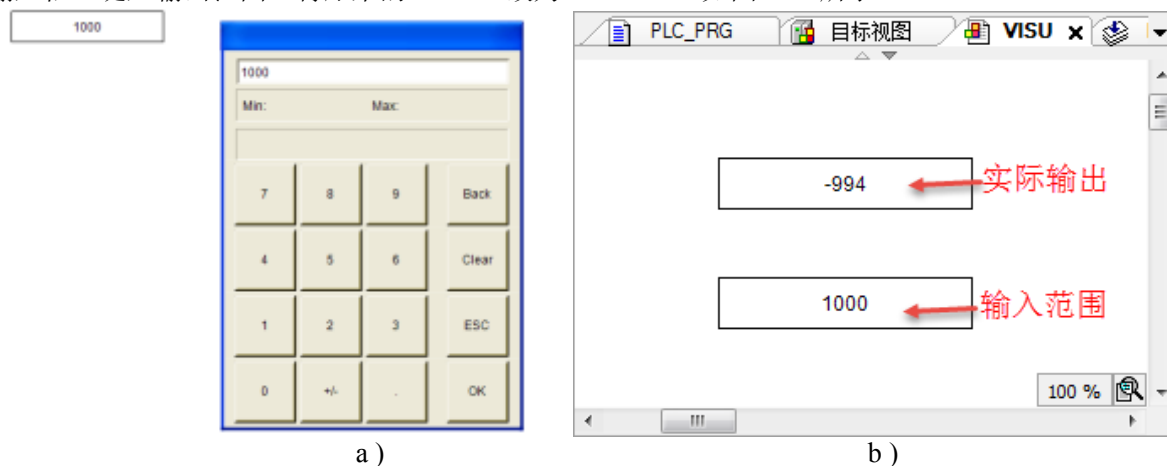 1000
1000
Min: Max:
7 8 9 Back
4 5 6 Clear
1 2 3 ESC
0 +/- . OK
a )
PLC_PRG 目标视图 VISU
-994 实际输出
1000 输入范围
100 %
b )